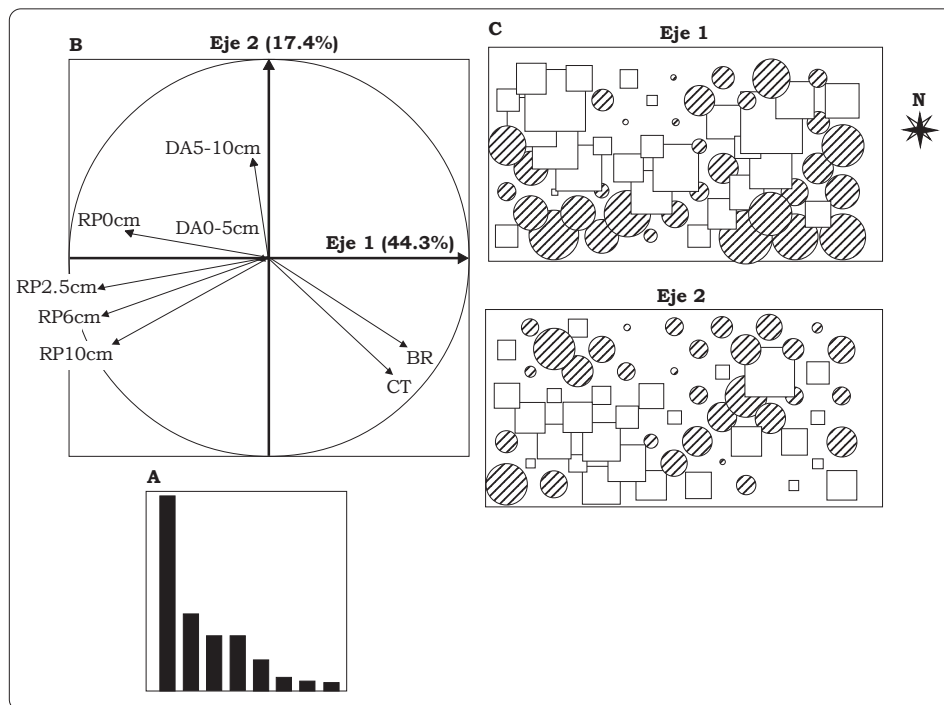 B
Eje 2 (17.4%)
DA5-10cm
RP0cm
DA0-5cm
Eje 1 (44.3%)
RP2.5cm
RP6cm
RP10cm
BR
CT
A
C
Eje 1
N
Eje 2